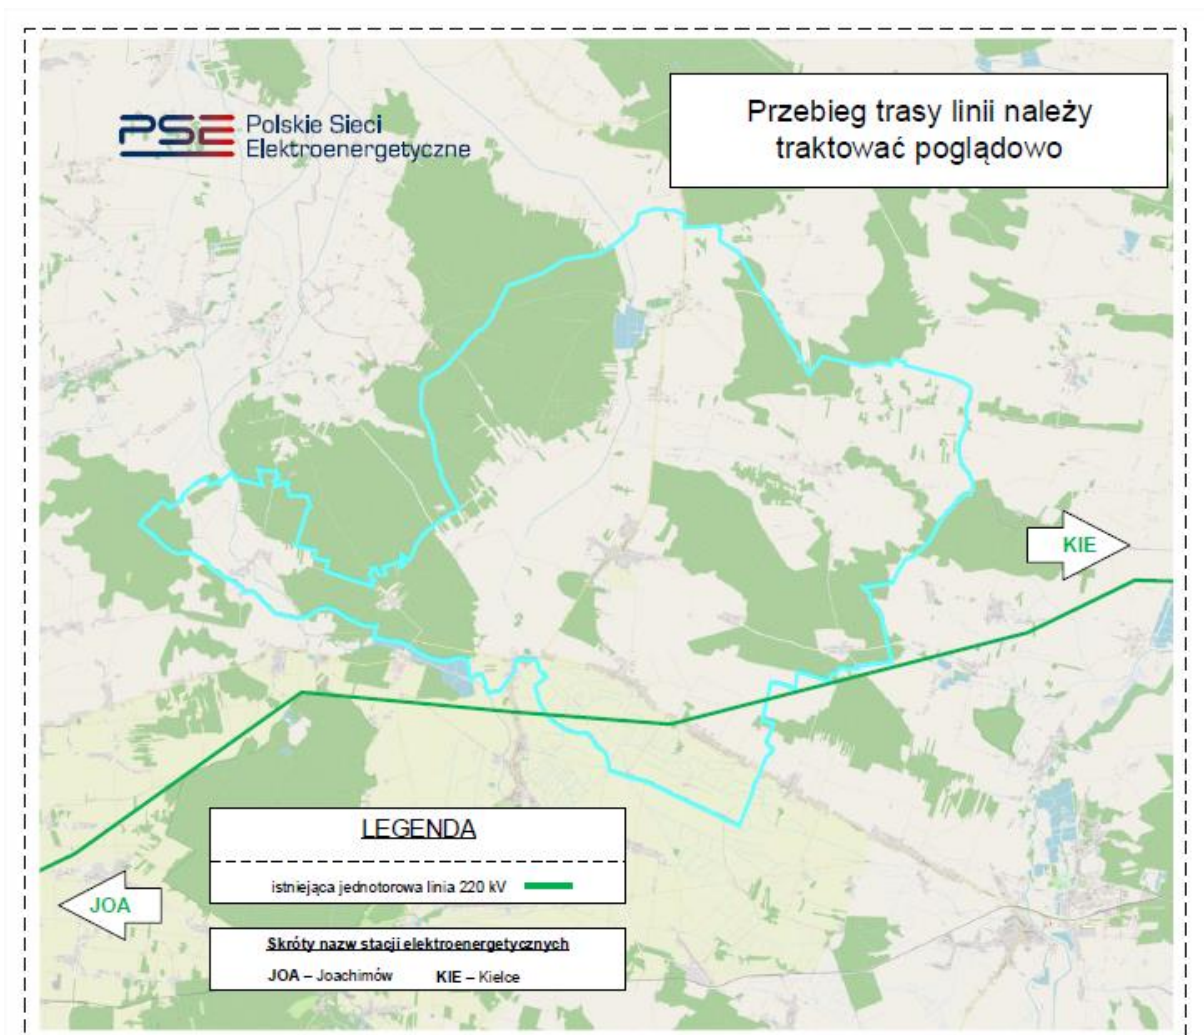 PSE Polskie Sieci
Elektroenergetyczne
Przebieg trasy linii należy
traktować poglądowo
KIE
JOA
LEGENDA
istniejąca jednotorowa linia 220 kV
Skróty nazw stacji elektroenergetycznych
JOA – Joachimów KIE – Kielce